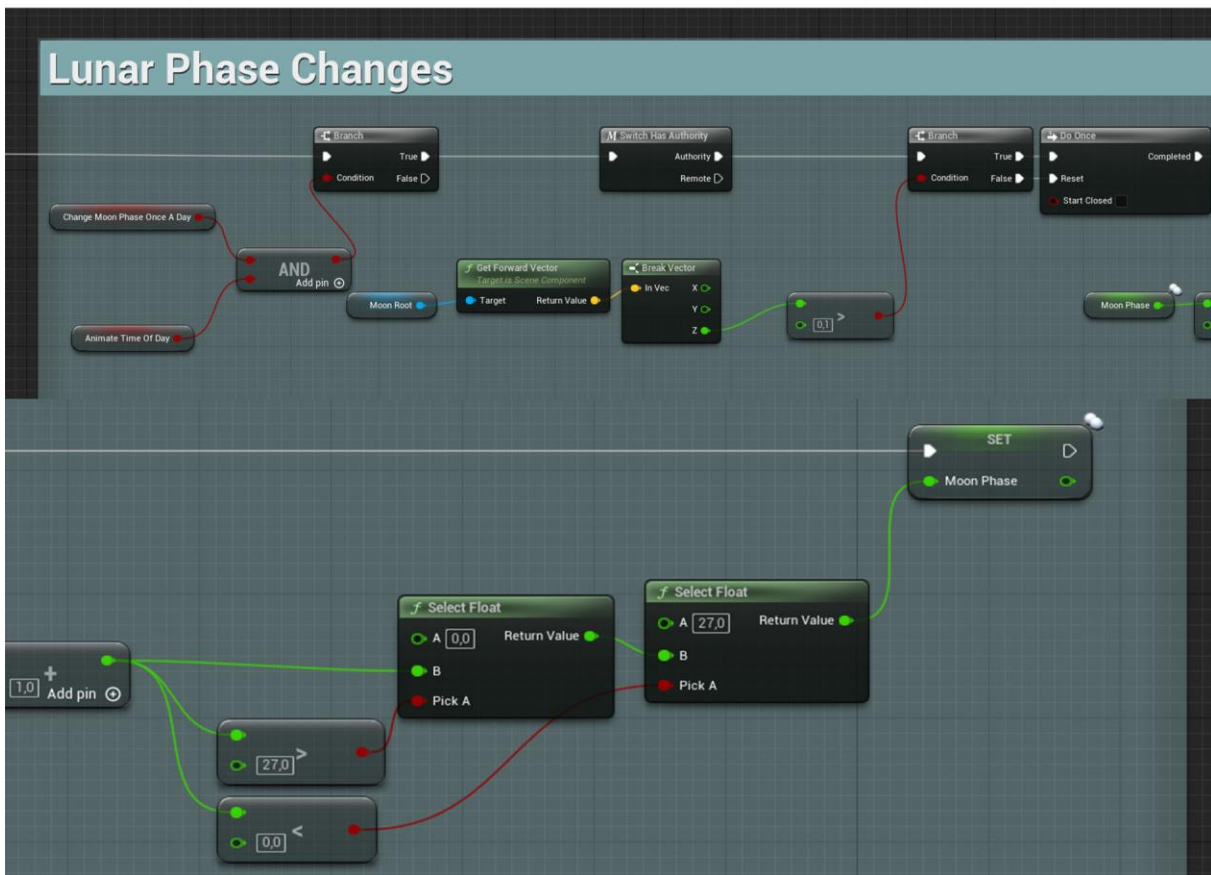 Lunar Phase Changes
Branch
True
Condition
False
Switch Has Authority
Authority
Remote
Branch
True
Condition
False
Do Once
Completed
Reset
Start Closed
Change Moon Phase Once A Day
AND
Add pin
Animate Time Of Day
Moon Root
Get Forward Vector
Target is Scene Component
Target
Return Value
Break Vector
In Vec
X
Y
Z
0,1
>
Moon Phase
SET
Moon Phase
+
1,0
Add pin
Select Float
A 0,0
Return Value
B
Pick A
Select Float
A 27,0
Return Value
B
Pick A
27,0
>
0,0
<